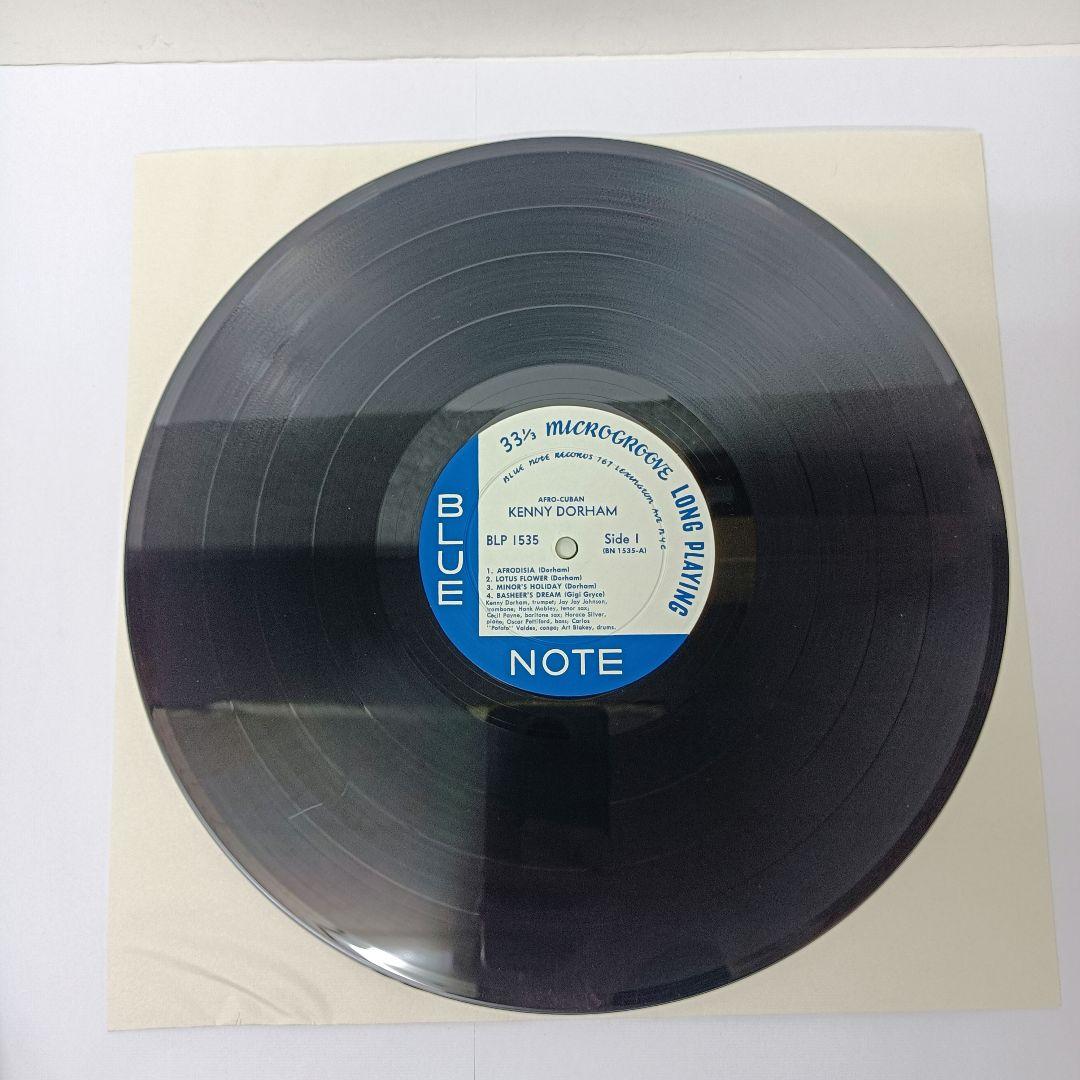 33⅓ MICROGROOVE LONG PLAYING
BLUE NOTE RECORDS 767 LEXINGTON AVE NYC
AFRO-CUBAN
KENNY DORHAM
BLP 1535 Side 1
(BN 1535-A)
1. AFRODISIA (Dorham)
2. LOTUS FLOWER (Dorham)
3. MINOR'S HOLIDAY (Dorham)
4. BASHEER'S DREAM (Gigi Gryce)
Kenny Dorham, trumpet; Jay Jay Johnson,
trombone; Hank Mobley, tenor sax;
Cecil Payne, baritone sax; Horace Silver,
piano; Oscar Pettiford, bass; Carlos
"Potato" Valdes, conga; Art Blakey, drums.
BLUE
NOTE